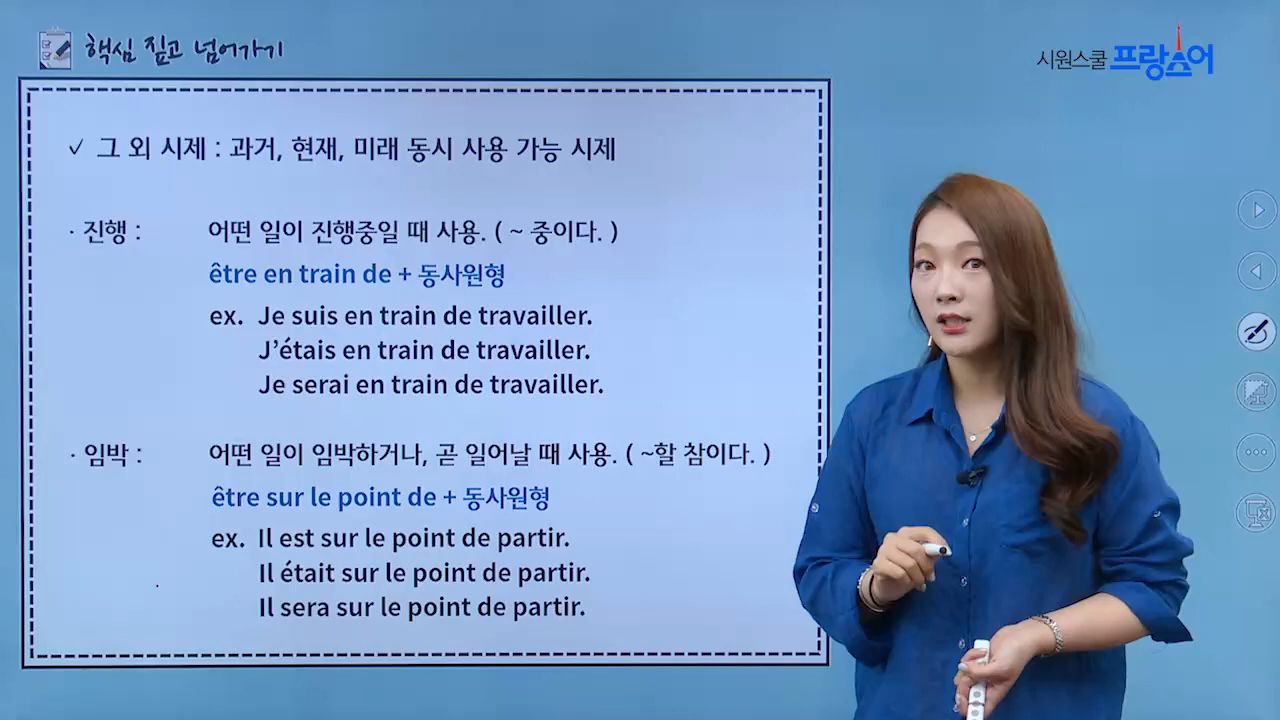 핵심 짚고 넘어가기
시원스쿨 프랑스어
✓ 그 외 시제 : 과거, 현재, 미래 동시 사용 가능 시제
· 진행 : 어떤 일이 진행중일 때 사용. ( ~ 중이다. )
être en train de + 동사원형
ex. Je suis en train de travailler.
J’étais en train de travailler.
Je serai en train de travailler.
· 임박 : 어떤 일이 임박하거나, 곧 일어날 때 사용. ( ~할 참이다. )
être sur le point de + 동사원형
ex. Il est sur le point de partir.
Il était sur le point de partir.
Il sera sur le point de partir.